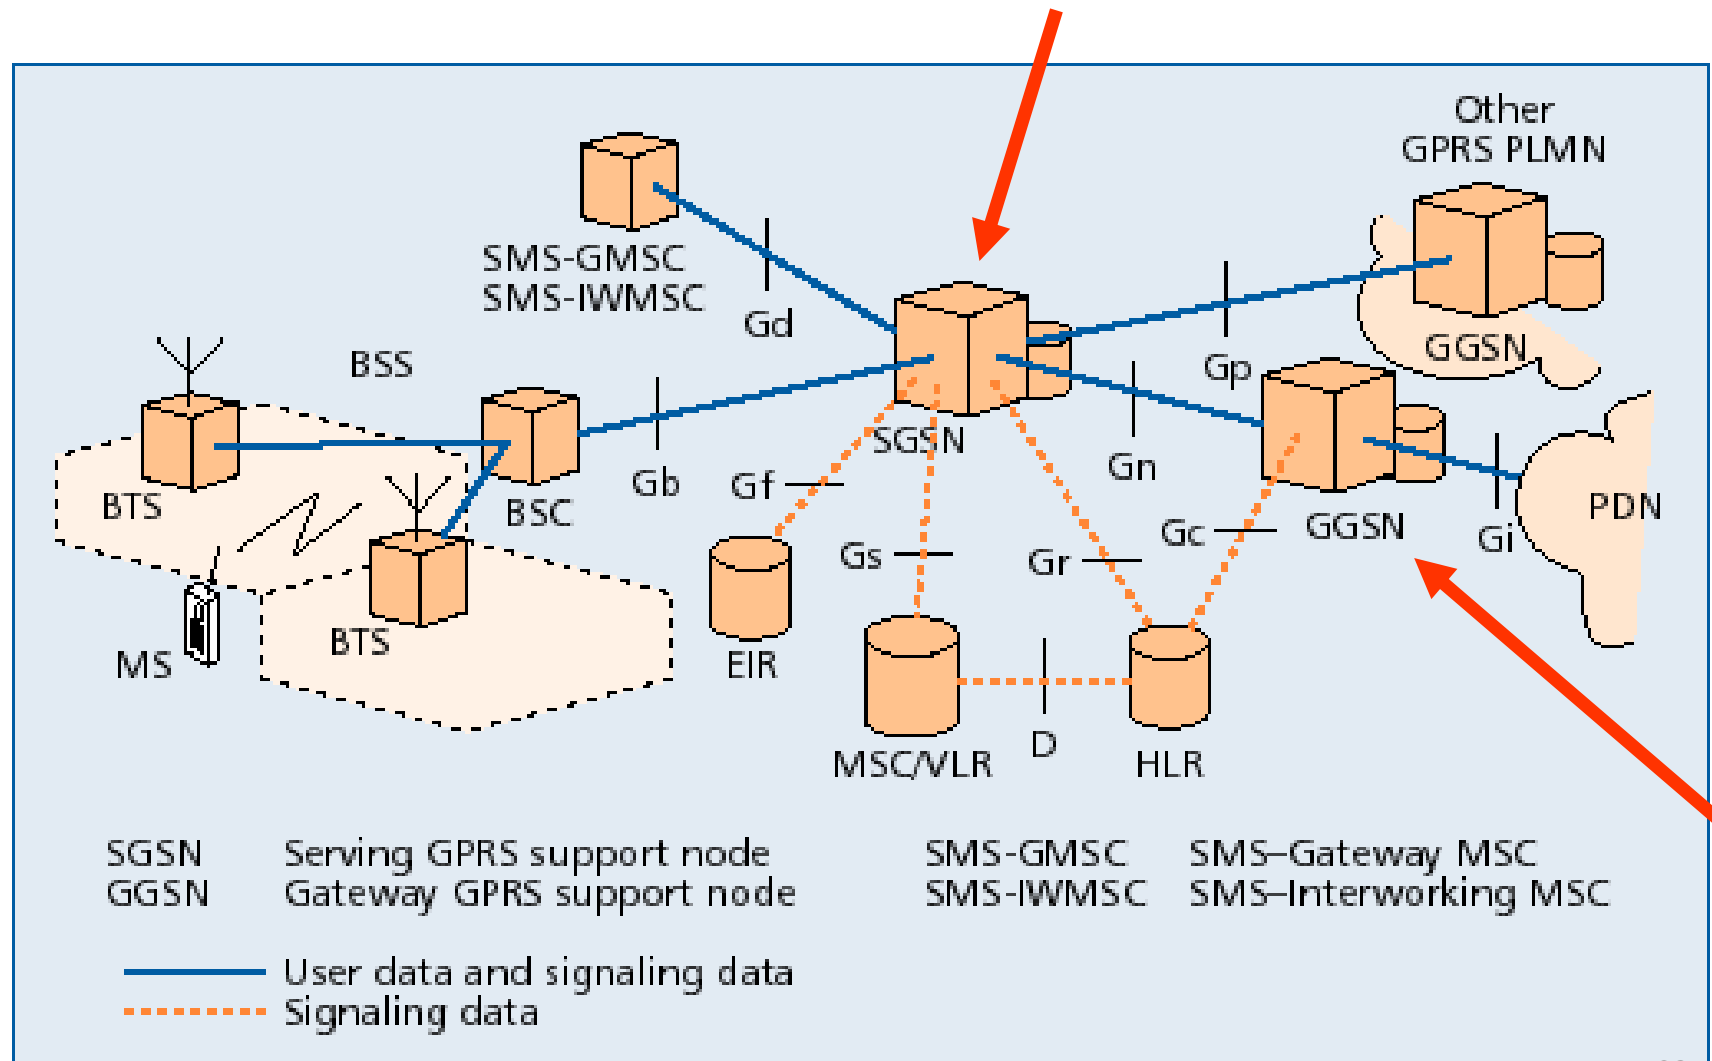 Other
GPRS PLMN
SMS-GMSC
SMS-IWMSC
Gd
GGSN
BSS
Gp
SGSN
Gn
Gb
Gf
BTS
BSC
GGSN
PDN
Gi
Gc
Gs
Gr
BTS
MS
EIR
D
MSC/VLR
HLR
SGSN Serving GPRS support node
GGSN Gateway GPRS support node
SMS-GMSC SMS–Gateway MSC
SMS-IWMSC SMS–Interworking MSC
User data and signaling data
Signaling data